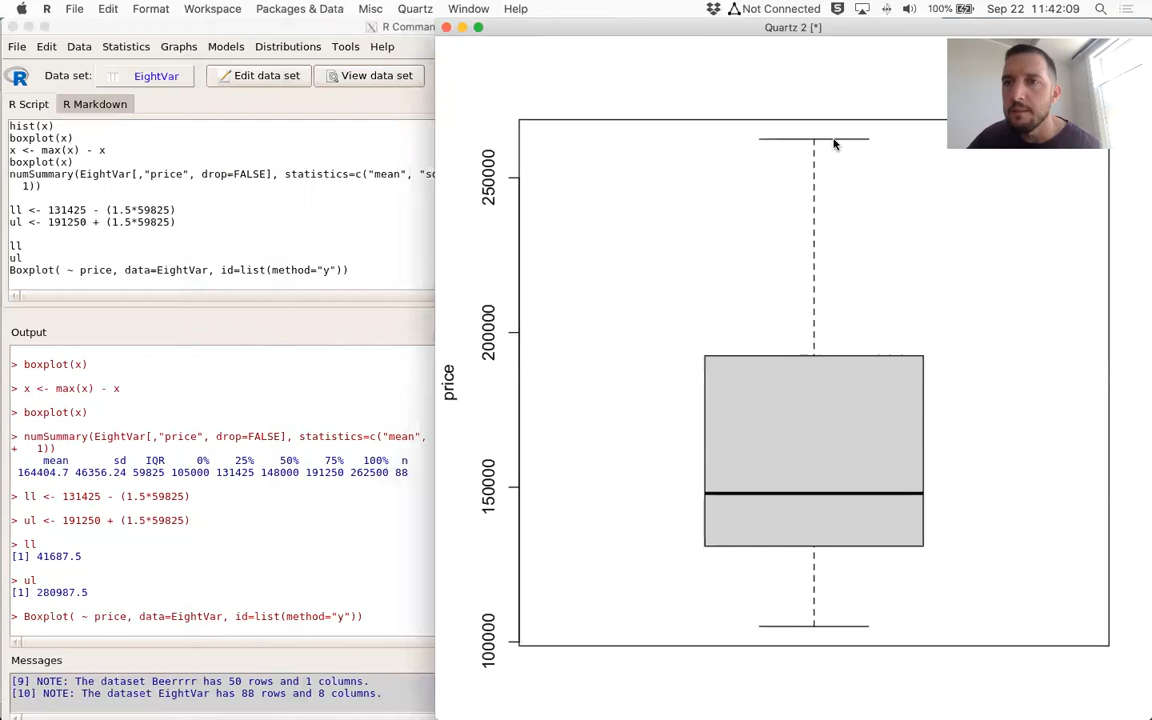 R File Edit Format Workspace Packages & Data Misc Quartz Window Help Not Connected 100% Sep 22 11:42:09
R Comman
Quartz 2 [*]
File Edit Data Statistics Graphs Models Distributions Tools Help
R Data set: EightVar Edit data set View data set
R Script R Markdown
hist(x)
boxplot(x)
x <- max(x) - x
boxplot(x)
numSummary(EightVar[,"price", drop=FALSE], statistics=c("mean", "sd
1))
ll <- 131425 - (1.5*59825)
ul <- 191250 + (1.5*59825)
ll
ul
Boxplot( ~ price, data=EightVar, id=list(method="y"))
Output
> boxplot(x)
> x <- max(x) - x
> boxplot(x)
> numSummary(EightVar[,"price", drop=FALSE], statistics=c("mean",
+ 1))
mean sd IQR 0% 25% 50% 75% 100% n
164404.7 46356.24 59825 105000 131425 148000 191250 262500 88
> ll <- 131425 - (1.5*59825)
> ul <- 191250 + (1.5*59825)
> ll
[1] 41687.5
> ul
[1] 280987.5
> Boxplot( ~ price, data=EightVar, id=list(method="y"))
Messages
[9] NOTE: The dataset Beerrrr has 50 rows and 1 columns.
[10] NOTE: The dataset EightVar has 88 rows and 8 columns.
price
250000
200000
150000
100000